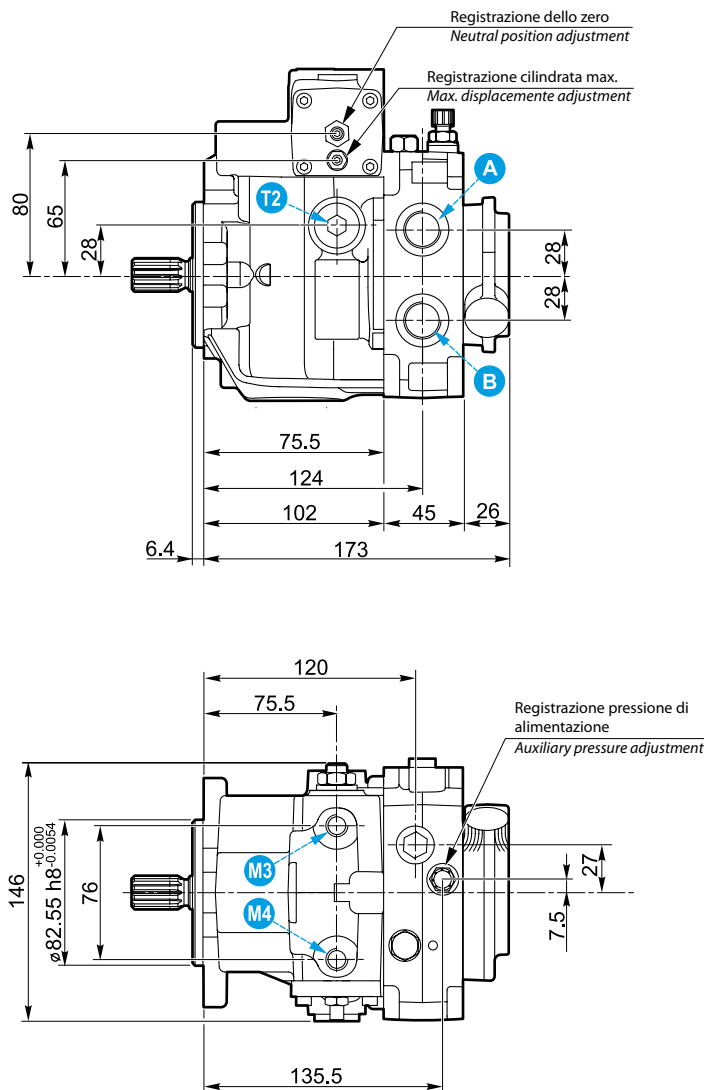 Registrazione dello zero
Neutral position adjustment
Registrazione cilindrata max.
Max. displacemente adjustment
A
T2
80
65
28
28
28
B
75.5
124
102
45
26
6.4
173
120
75.5
Registrazione pressione di
alimentazione
Auxiliary pressure adjustment
146
ø82.55 h8 +0.000 -0.0054
76
M3
M4
27
7.5
135.5